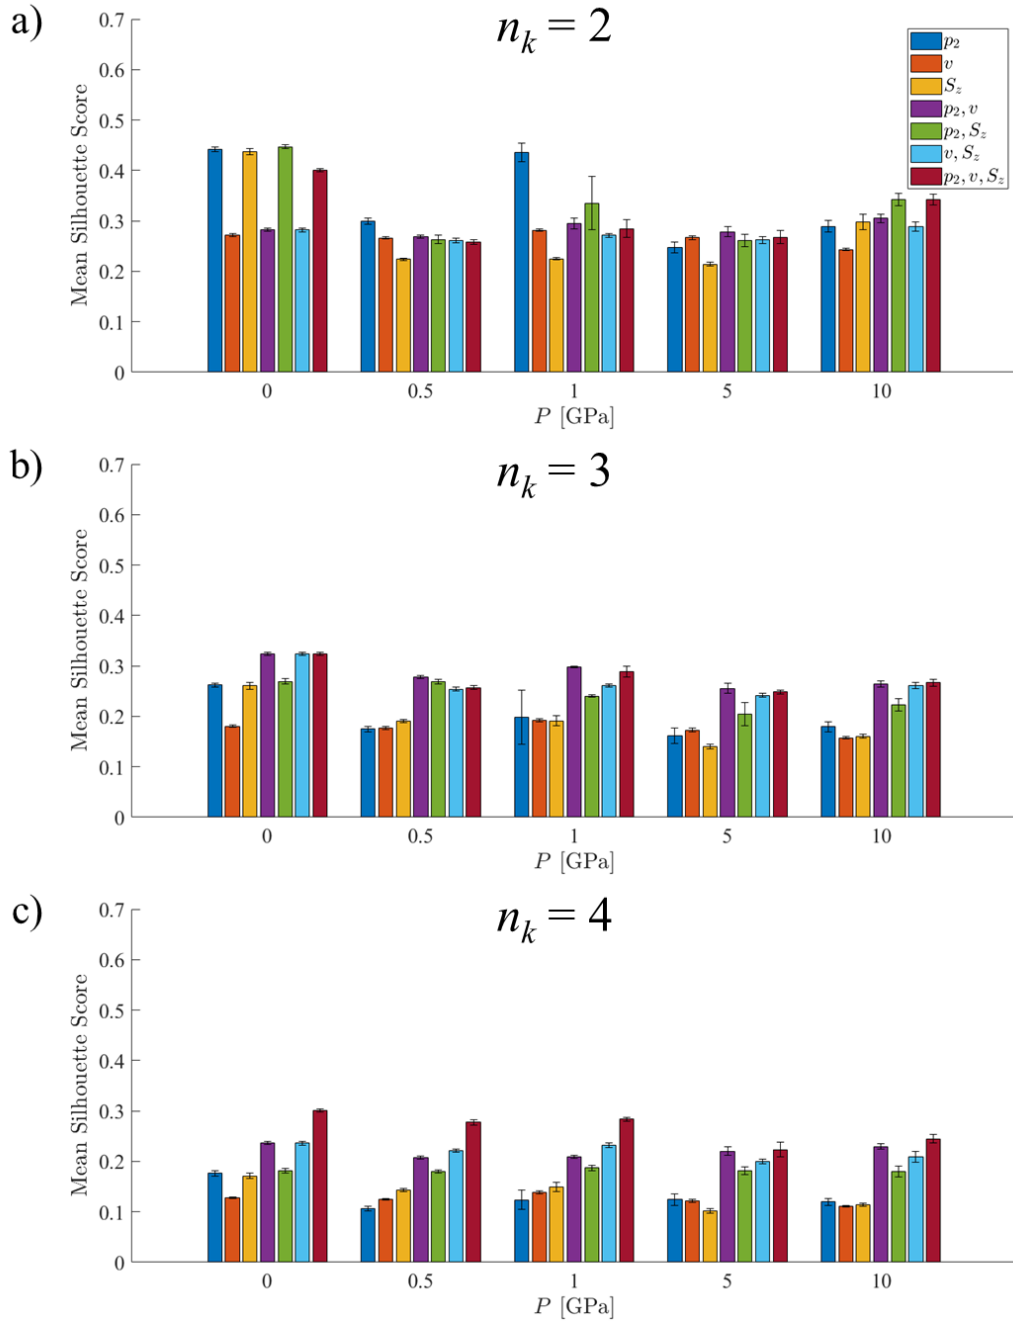 a)
n_k = 2
0.7
0.6
0.5
0.4
0.3
0.2
0.1
0
Mean Silhouette Score
p_2
v
S_z
p_2, v
p_2, S_z
v, S_z
p_2, v, S_z
0 0.5 1 5 10
P [GPa]
b)
n_k = 3
0.7
0.6
0.5
0.4
0.3
0.2
0.1
0
Mean Silhouette Score
0 0.5 1 5 10
P [GPa]
c)
n_k = 4
0.7
0.6
0.5
0.4
0.3
0.2
0.1
0
Mean Silhouette Score
0 0.5 1 5 10
P [GPa]